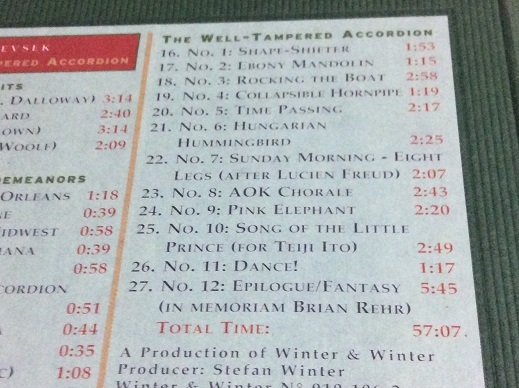 EVSEK
PERED ACCORDION
ITS
. DALLOWAY) 3:14
ARD 2:40
OWN) 3:14
WOOLF) 2:09
DEMEANORS
ORLEANS 1:18
NE 0:39
MIDWEST 0:58
IANA 0:39
0:58
CORDION
0:51
A 0:44
0:35
C) 1:08
THE WELL-TAMPERED ACCORDION
16. NO. 1: SHAPE-SHIFTER 1:53
17. NO. 2: EBONY MANDOLIN 1:15
18. NO. 3: ROCKING THE BOAT 2:58
19. NO. 4: COLLAPSIBLE HORNPIPE 1:19
20. NO. 5: TIME PASSING 2:17
21. NO. 6: HUNGARIAN
HUMMINGBIRD 2:25
22. NO. 7: SUNDAY MORNING - EIGHT
LEGS (AFTER LUCIEN FREUD) 2:07
23. NO. 8: AOK CHORALE 2:43
24. NO. 9: PINK ELEPHANT 2:20
25. NO. 10: SONG OF THE LITTLE
PRINCE (FOR TEIJI ITO) 2:49
26. NO. 11: DANCE! 1:17
27. NO. 12: EPILOGUE/FANTASY 5:45
(IN MEMORIAM BRIAN REHR)
TOTAL TIME: 57:07
A Production of Winter & Winter
Producer: Stefan Winter
Winter & Winter N°